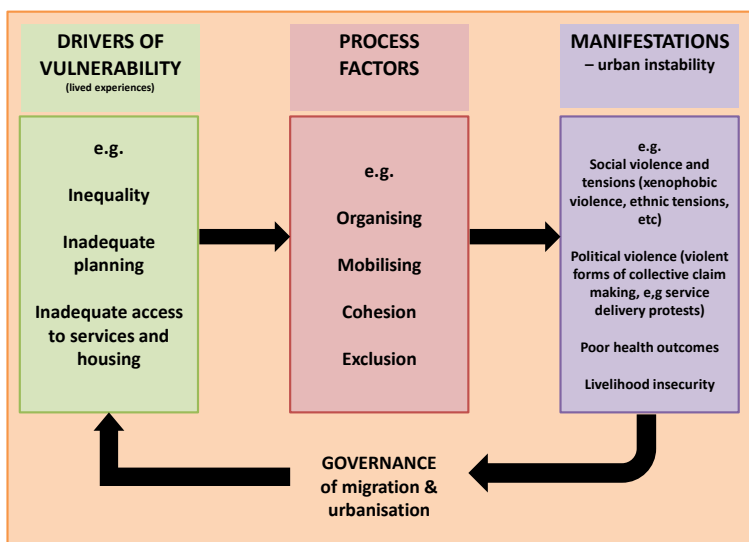 DRIVERS OF
VULNERABILITY
(lived experiences)
e.g.
Inequality
Inadequate
planning
Inadequate access
to services and
housing
PROCESS
FACTORS
e.g.
Organising
Mobilising
Cohesion
Exclusion
MANIFESTATIONS
– urban instability
e.g.
Social violence and
tensions (xenophobic
violence, ethnic tensions,
etc)
Political violence (violent
forms of collective claim
making, e,g service
delivery protests)
Poor health outcomes
Livelihood insecurity
GOVERNANCE
of migration &
urbanisation